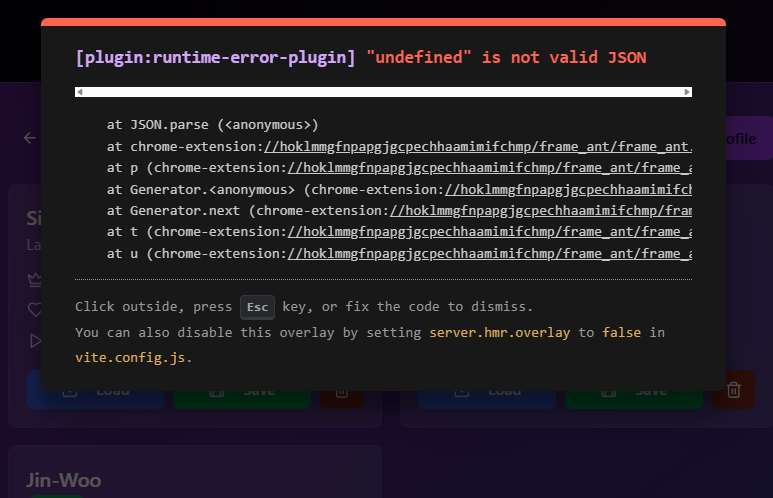 [plugin:runtime-error-plugin] "undefined" is not valid JSON
at JSON.parse (<anonymous>)
at chrome-extension://hoklmmgfnpapgjgcpechhaamimifchmp/frame_ant/frame_ant.
at p (chrome-extension://hoklmmgfnpapgjgcpechhaamimifchmp/frame_ant/frame_a
at Generator.<anonymous> (chrome-extension://hoklmmgfnpapgjgcpechhaamimifch
at Generator.next (chrome-extension://hoklmmgfnpapgjgcpechhaamimifchmp/fram
at t (chrome-extension://hoklmmgfnpapgjgcpechhaamimifchmp/frame_ant/frame_a
at u (chrome-extension://hoklmmgfnpapgjgcpechhaamimifchmp/frame_ant/frame_a
Click outside, press Esc key, or fix the code to dismiss.
You can also disable this overlay by setting server.hmr.overlay to false in
vite.config.js.
ofile
Si
La
Load
Save
Load
Save
Jin-Woo